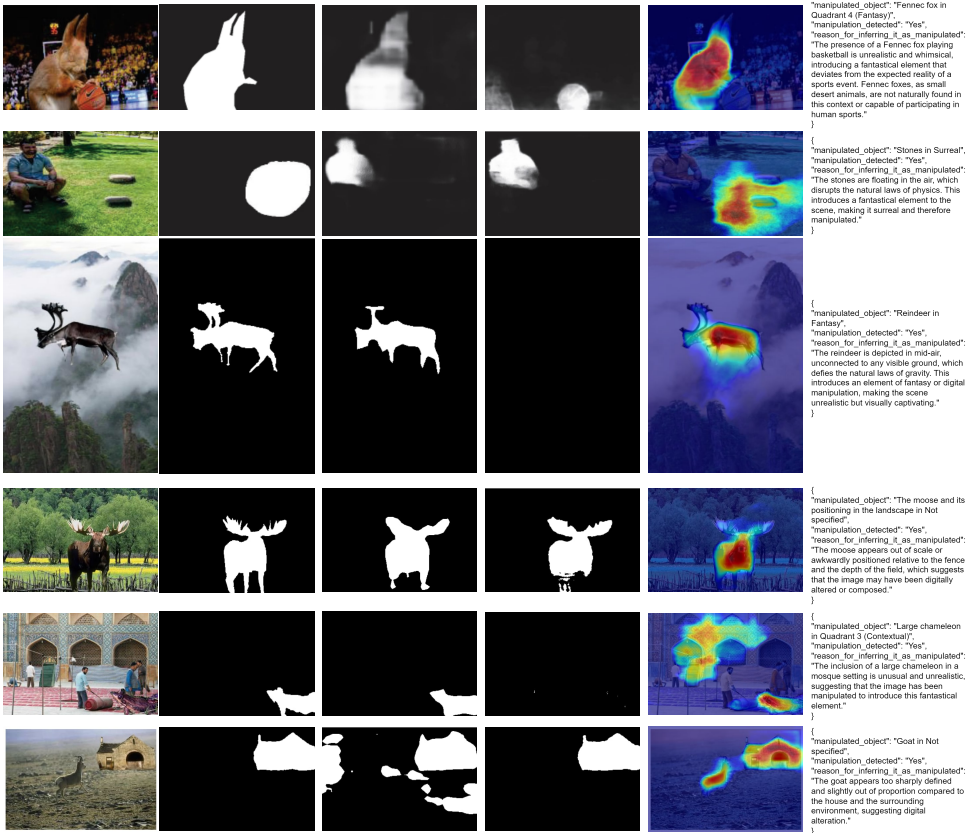 "manipulated_object": "Fennec fox in
Quadrant 4 (Fantasy)",
"manipulation_detected": "Yes",
"reason_for_inferring_it_as_manipulated":
"The presence of a Fennec fox playing
basketball is unrealistic and whimsical,
introducing a fantastical element that
deviates from the expected reality of a
sports event. Fennec foxes, as small
desert animals, are not naturally found in
this context or capable of participating in
human sports."
}
{
"manipulated_object": "Stones in Surreal",
"manipulation_detected": "Yes",
"reason_for_inferring_it_as_manipulated":
"The stones are floating in the air, which
disrupts the natural laws of physics. This
introduces a fantastical element to the
scene, making it surreal and therefore
manipulated."
}
{
"manipulated_object": "Reindeer in
Fantasy",
"manipulation_detected": "Yes",
"reason_for_inferring_it_as_manipulated":
"The reindeer is depicted in mid-air,
unconnected to any visible ground, which
defies the natural laws of gravity. This
introduces an element of fantasy or digital
manipulation, making the scene
unrealistic but visually captivating."
}
{
"manipulated_object": "The moose and its
positioning in the landscape in Not
specified",
"manipulation_detected": "Yes",
"reason_for_inferring_it_as_manipulated":
"The moose appears out of scale or
awkwardly positioned relative to the fence
and the depth of the field, which suggests
that the image may have been digitally
altered or composed."
}
{
"manipulated_object": "Large chameleon
in Quadrant 3 (Contextual)",
"manipulation_detected": "Yes",
"reason_for_inferring_it_as_manipulated":
"The inclusion of a large chameleon in a
mosque setting is unusual and unrealistic,
suggesting that the image has been
manipulated to introduce this fantastical
element."
}
{
"manipulated_object": "Goat in Not
specified",
"manipulation_detected": "Yes",
"reason_for_inferring_it_as_manipulated":
"The goat appears too sharply defined
and slightly out of proportion compared to
the house and the surrounding
environment, suggesting digital
alteration."
}